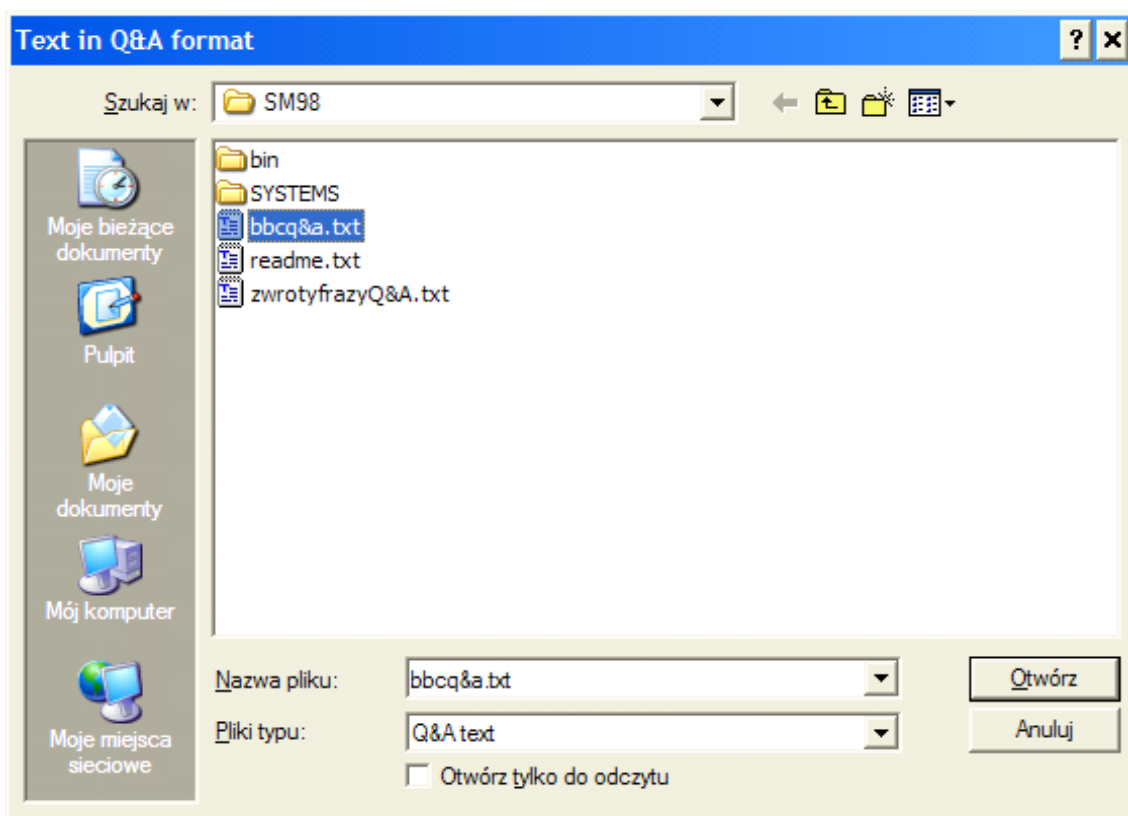 Text in Q&A format
Szukaj w:
SM98
bin
SYSTEMS
bbcq&a.txt
readme.txt
zwrotyfrazyQ&A.txt
Moje bieżące
dokumenty
Pulpit
Moje
dokumenty
Mój komputer
Moje miejsca
sieciowe
Nazwa pliku:
bbcq&a.txt
Otwórz
Pliki typu:
Q&A text
Anuluj
Otwórz tylko do odczytu